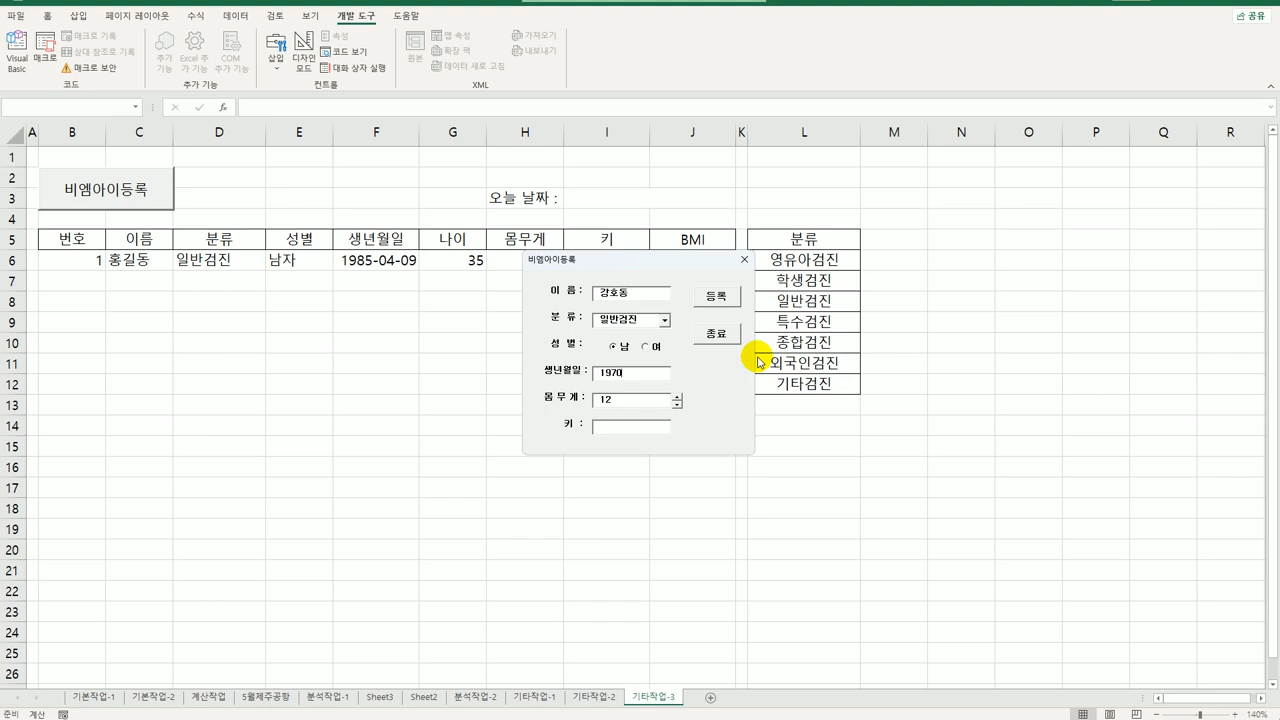 파일 홈 삽입 페이지 레이아웃 수식 데이터 검토 보기 개발 도구 도움말 공유
Visual Basic
매크로
매크로 기록
상대 참조로 기록
매크로 보안
코드
추가 기능
Excel 추가 기능
COM 추가 기능
추가 기능
삽입
디자인 모드
속성
코드 보기
대화 상자 실행
컨트롤
원본
맵 속성
확장 팩
데이터 새로 고침
가져오기
내보내기
XML
fx
A B C D E F G H I J K L M N O P Q R
1
2
비엠아이등록
3 오늘 날짜 :
4
5 번호 이름 분류 성별 생년월일 나이 몸무게 키 BMI 분류
6 1 홍길동 일반검진 남자 1985-04-09 35 영유아검진
7 학생검진
8 일반검진
9 특수검진
10 종합검진
11 외국인검진
12 기타검진
13
14
15
16
17
18
19
20
21
22
23
24
25
26
비엠아이등록
이 름 : 강호동 등록
분 류 : 일반검진
종료
성 별 : 남 여
생년월일 : 1970
몸 무 게 : 12
키 :
기본작업-1 기본작업-2 계산작업 5월제주공항 분석작업-1 Sheet3 Sheet2 분석작업-2 기타작업-1 기타작업-2 기타작업-3
준비 계산 140%